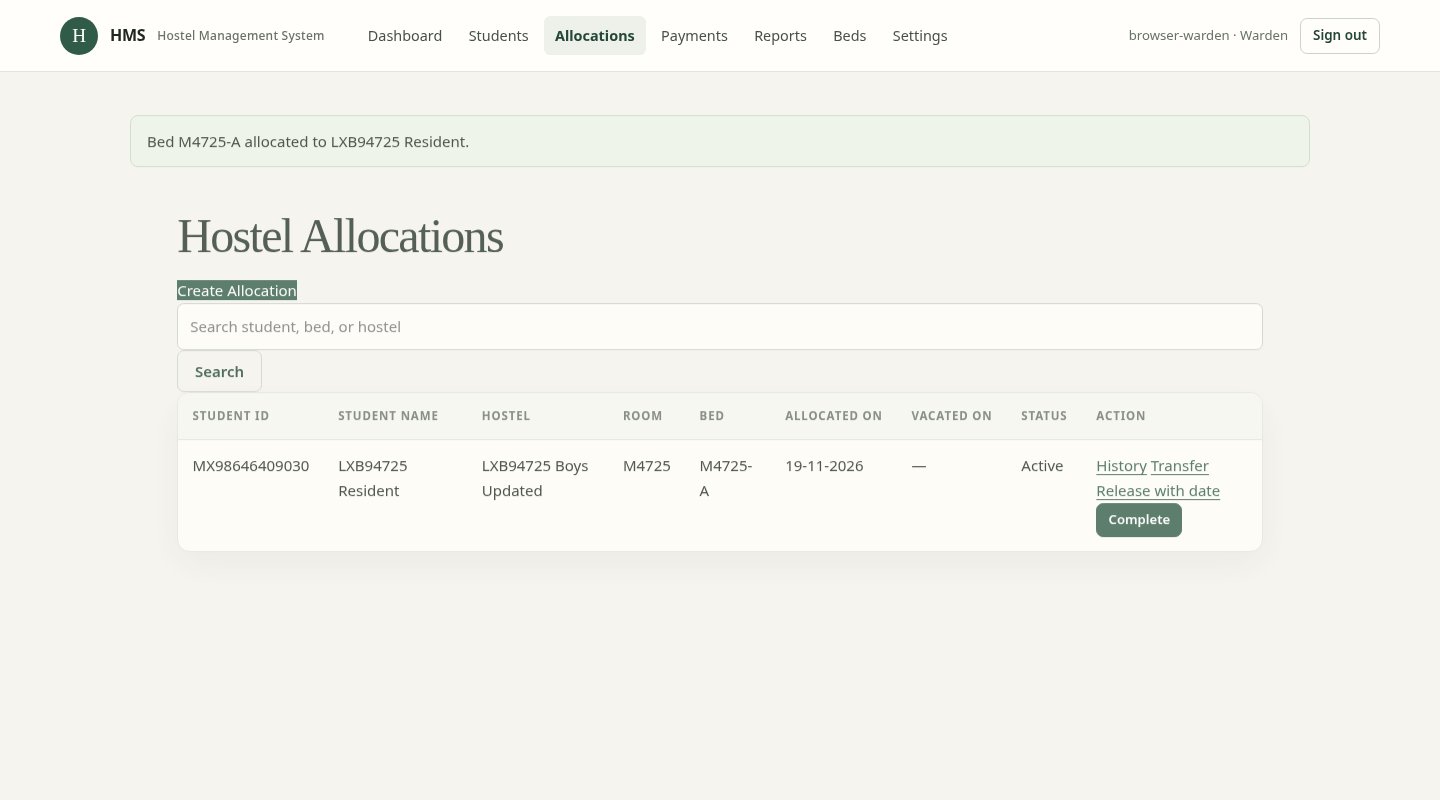 H HMS Hostel Management System Dashboard Students Allocations Payments Reports Beds Settings browser-warden · Warden Sign out
Bed M4725-A allocated to LXB94725 Resident.
Hostel Allocations
Create Allocation
Search student, bed, or hostel
Search
STUDENT ID STUDENT NAME HOSTEL ROOM BED ALLOCATED ON VACATED ON STATUS ACTION
MX98646409030 LXB94725 LXB94725 Boys M4725 M4725- 19-11-2026 — Active History Transfer
Resident Updated A Release with date
Complete